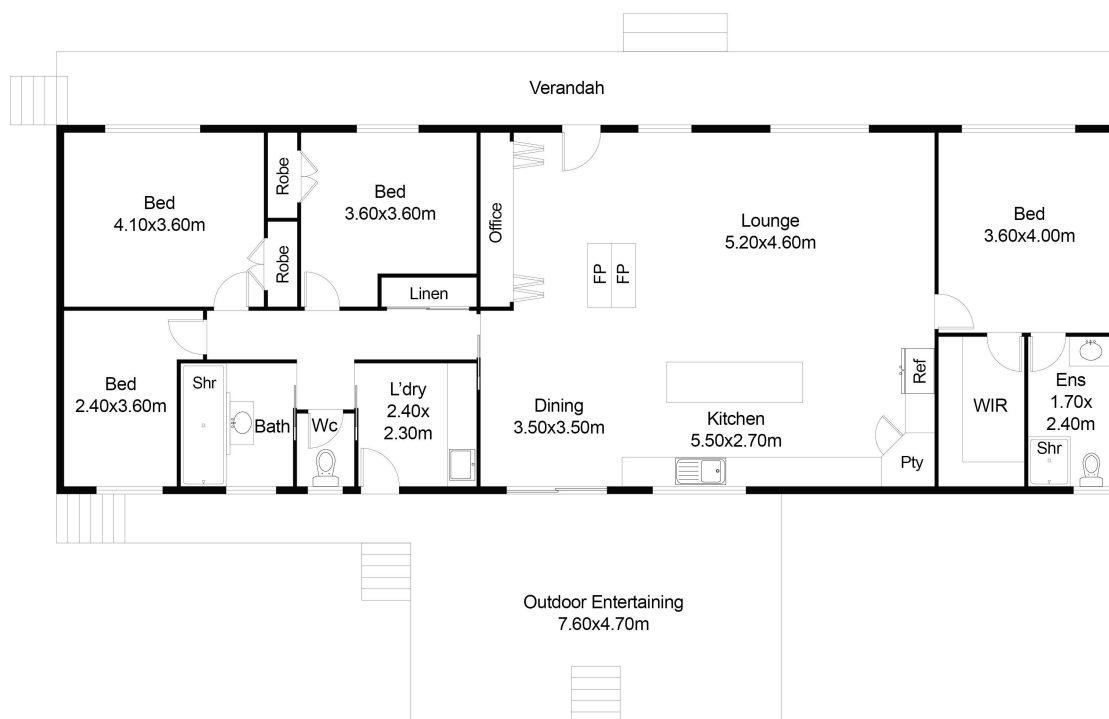 Verandah
Bed
4.10x3.60m
Robe
Robe
Bed
3.60x3.60m
Office
Linen
FP
FP
Lounge
5.20x4.60m
Bed
3.60x4.00m
Bed
2.40x3.60m
Shr
Bath
Wc
L'dry
2.40x
2.30m
Dining
3.50x3.50m
Kitchen
5.50x2.70m
Ref
Pty
WIR
Ens
1.70x
2.40m
Shr
Outdoor Entertaining
7.60x4.70m